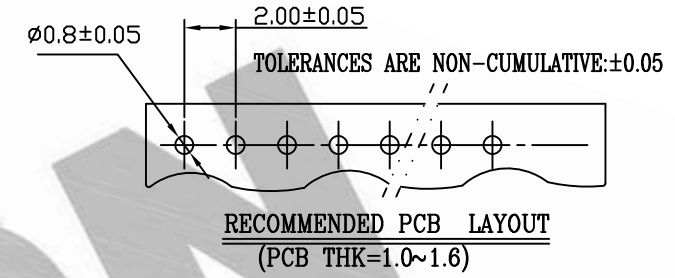 2.00±0.05
ø0.8±0.05
TOLERANCES ARE NON-CUMULATIVE:±0.05
RECOMMENDED PCB LAYOUT
(PCB THK=1.0~1.6)